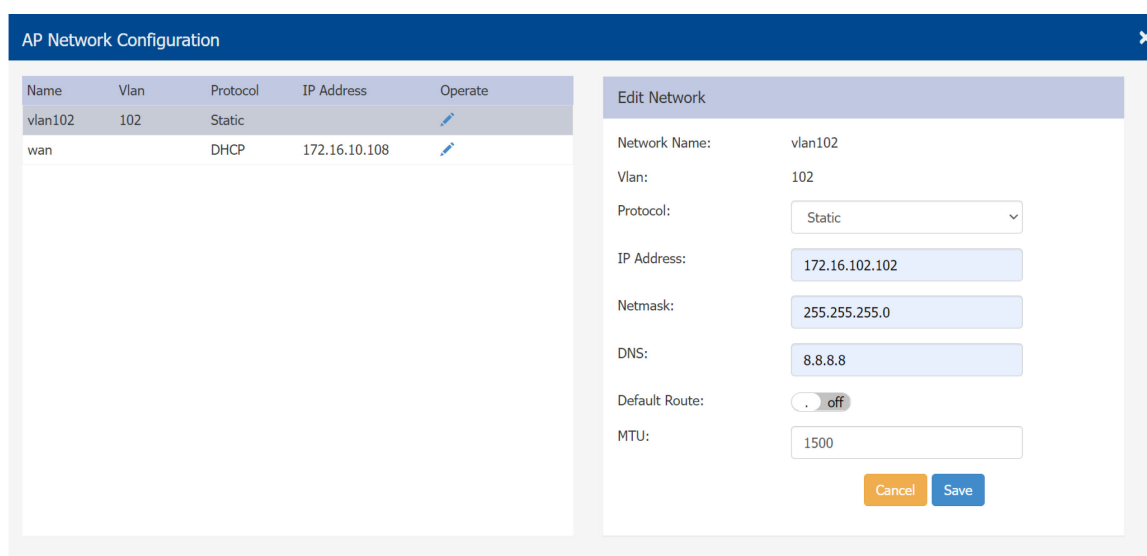 AP Network Configuration
Name Vlan Protocol IP Address Operate
vlan102 102 Static
wan DHCP 172.16.10.108
Edit Network
Network Name: vlan102
Vlan: 102
Protocol: Static
IP Address: 172.16.102.102
Netmask: 255.255.255.0
DNS: 8.8.8.8
Default Route: . off
MTU: 1500
Cancel Save